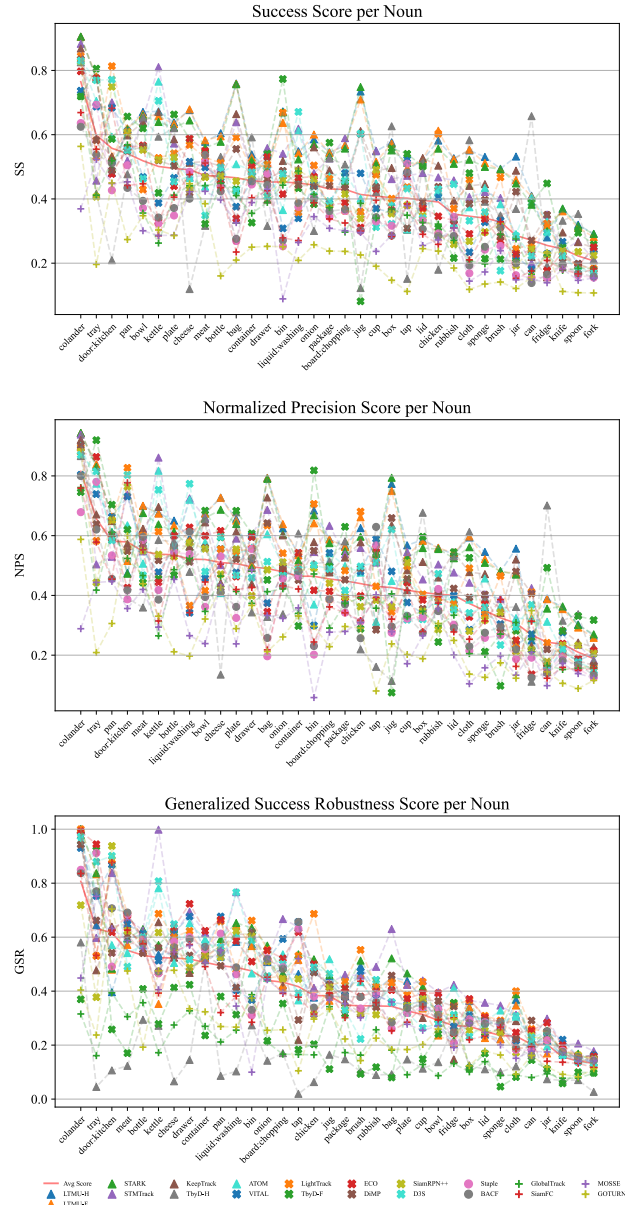 Success Score per Noun
SS
0.8
0.6
0.4
0.2
colander
tray
door:kitchen
pan
bowl
kettle
plate
cheese
meat
bottle
bag
container
drawer
bin
liquid:washing
onion
package
board:chopping
jug
cup
box
tap
lid
chicken
rubbish
cloth
sponge
brush
jar
can
fridge
knife
spoon
fork
Normalized Precision Score per Noun
NPS
0.8
0.6
0.4
0.2
colander
tray
pan
door:kitchen
meat
kettle
bottle
liquid:washing
bowl
cheese
plate
drawer
bag
onion
container
bin
board:chopping
package
chicken
tap
jug
cup
box
rubbish
lid
cloth
sponge
brush
jar
fridge
can
knife
spoon
fork
Generalized Success Robustness Score per Noun
GSR
1.0
0.8
0.6
0.4
0.2
0.0
colander
tray
door:kitchen
meat
bottle
kettle
cheese
drawer
container
pan
liquid:washing
bin
onion
board:chopping
tap
chicken
jug
package
brush
rubbish
bag
plate
cup
bowl
fridge
box
lid
sponge
cloth
can
jar
knife
spoon
fork
Avg Score STARK KeepTrack ATOM LightTrack ECO SiamRPN++ Staple GlobalTrack MOSSE
LTMU-H STMTrack TbyD-H VITAL TbyD-F DiMP DJS BACF SiamFC GOTURN
LTMU-F